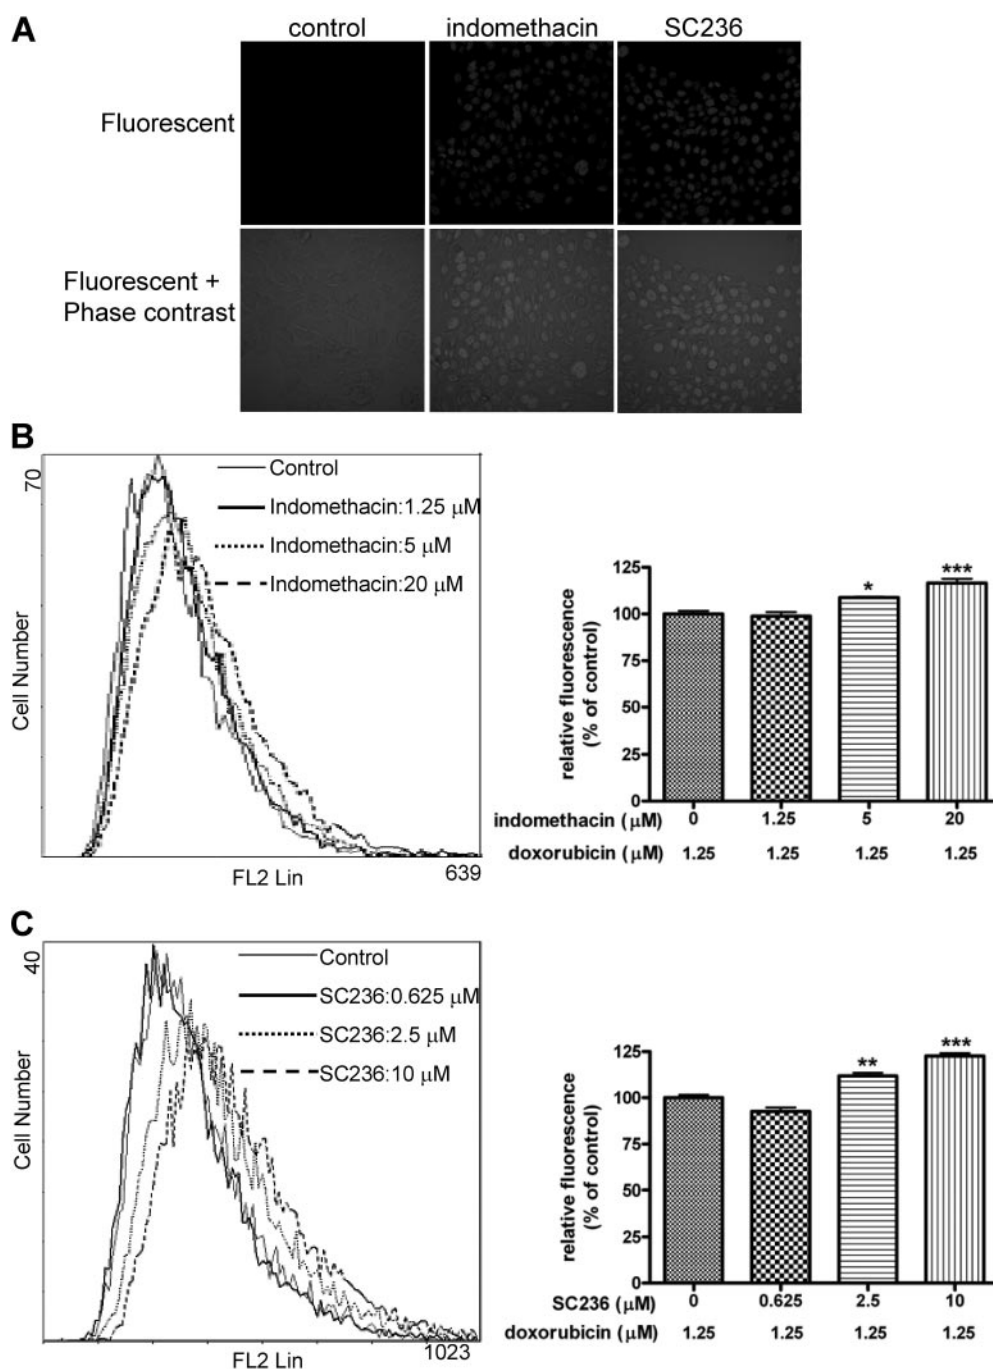 A
control indomethacin SC236
Fluorescent
Fluorescent +
Phase contrast
B
70
Cell Number
Control
Indomethacin:1.25 μM
Indomethacin:5 μM
Indomethacin:20 μM
FL2 Lin
639
relative fluorescence
(% of control)
125
100
75
50
25
0
* ***
indomethacin (μM) 0 1.25 5 20
doxorubicin (μM) 1.25 1.25 1.25 1.25
C
40
Cell Number
Control
SC236:0.625 μM
SC236:2.5 μM
SC236:10 μM
FL2 Lin
1023
relative fluorescence
(% of control)
125
100
75
50
25
0
** ***
SC236 (μM) 0 0.625 2.5 10
doxorubicin (μM) 1.25 1.25 1.25 1.25